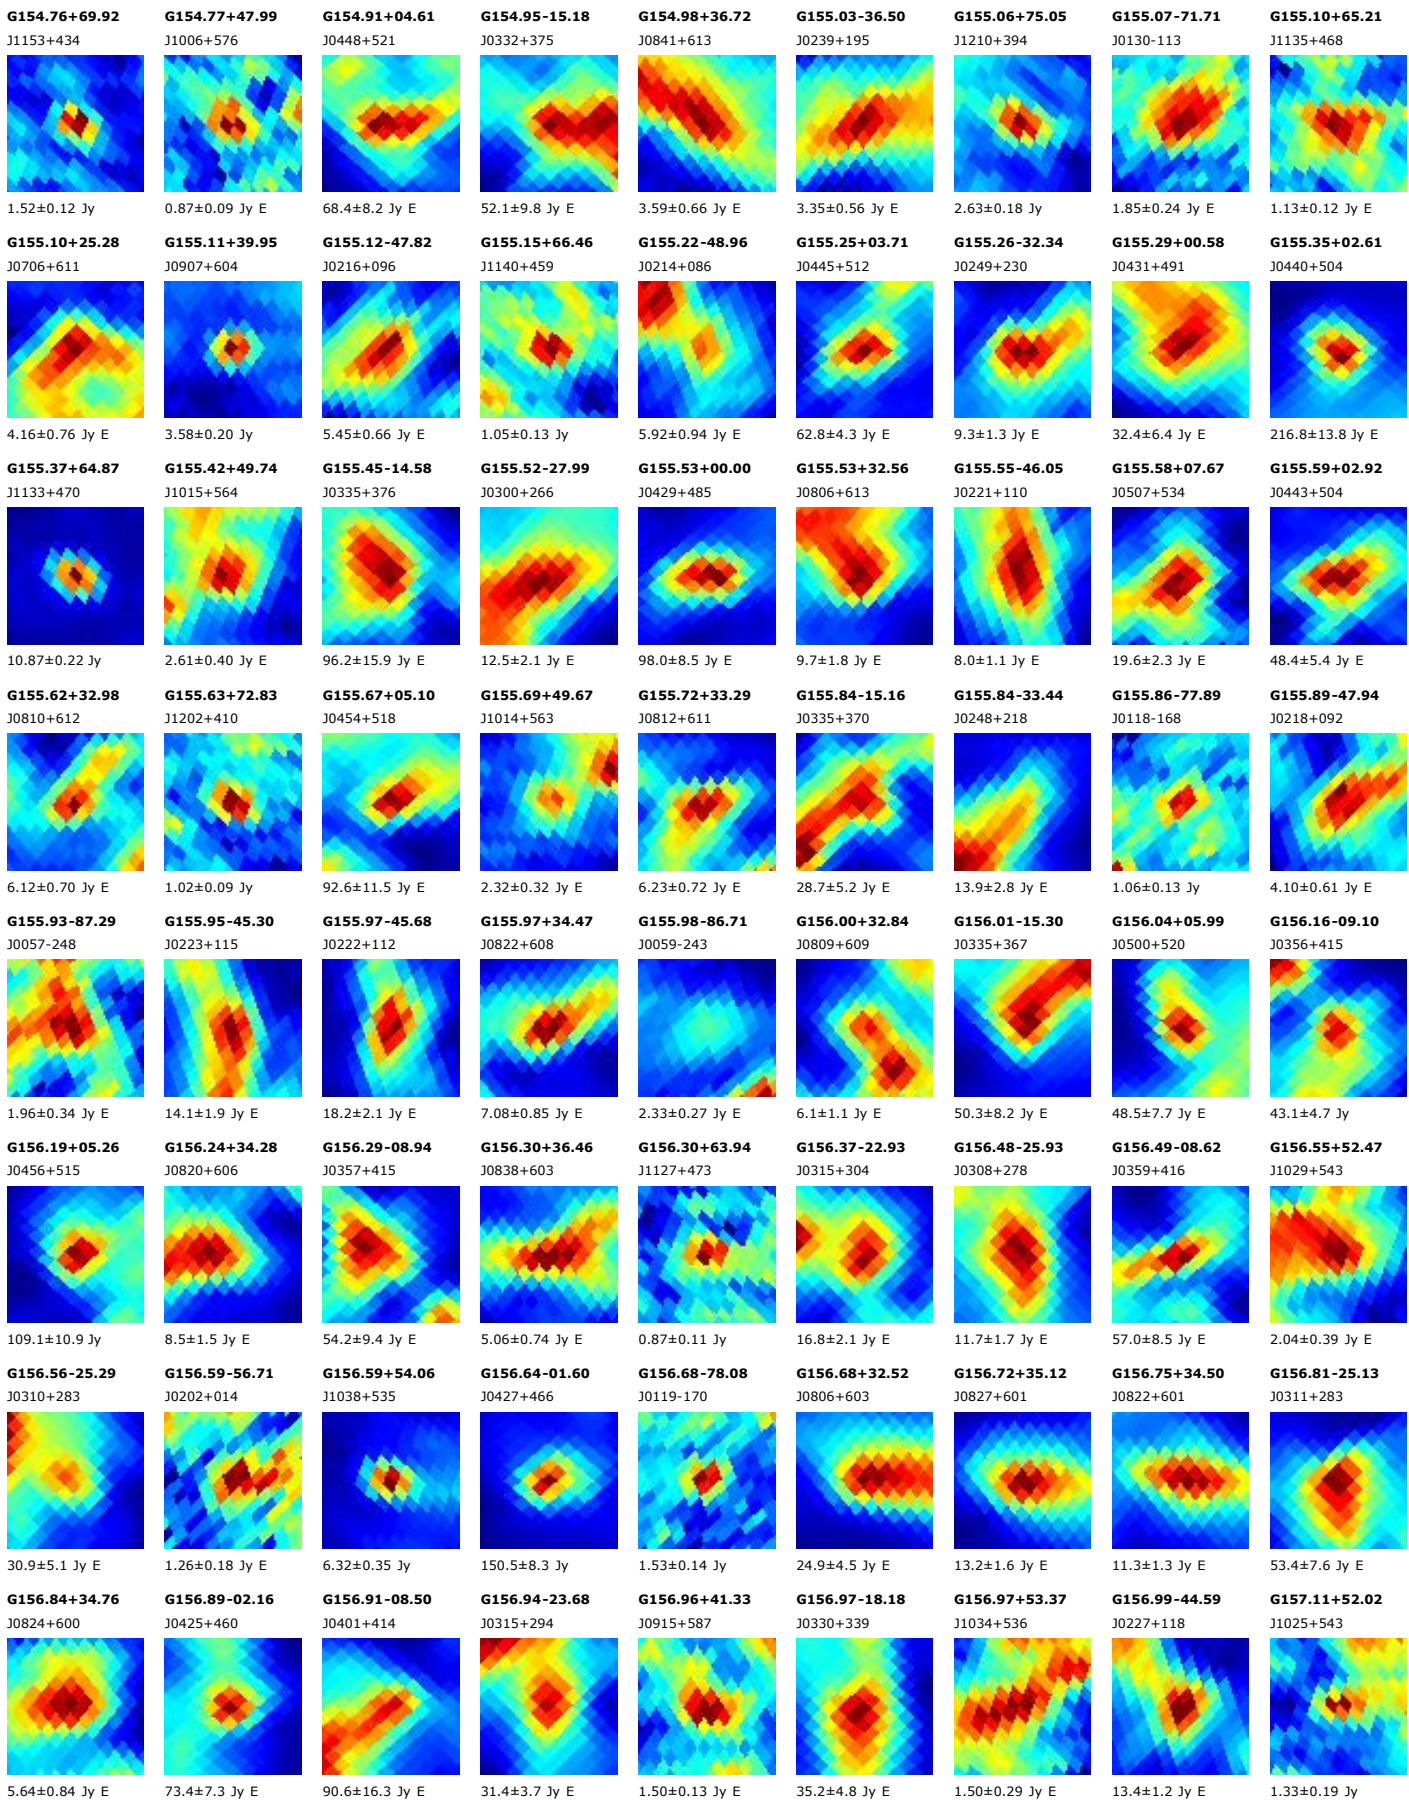 G154.76+69.92 G154.77+47.99 G154.91+04.61 G154.95-15.18 G154.98+36.72 G155.03-36.50 G155.06+75.05 G155.07-71.71 G155.10+65.21
J1153+434 J1006+576 J0448+521 J0332+375 J0841+613 J0239+195 J1210+394 J0130-113 J1135+468
1.52±0.12 Jy 0.87±0.09 Jy E 68.4±8.2 Jy E 52.1±9.8 Jy E 3.59±0.66 Jy E 3.35±0.56 Jy E 2.63±0.18 Jy 1.85±0.24 Jy E 1.13±0.12 Jy E
G155.10+25.28 G155.11+39.95 G155.12-47.82 G155.15+66.46 G155.22-48.96 G155.25+03.71 G155.26-32.34 G155.29+00.58 G155.35+02.61
J0706+611 J0907+604 J0216+096 J1140+459 J0214+086 J0445+512 J0249+230 J0431+491 J0440+504
4.16±0.76 Jy E 3.58±0.20 Jy 5.45±0.66 Jy E 1.05±0.13 Jy 5.92±0.94 Jy E 62.8±4.3 Jy E 9.3±1.3 Jy E 32.4±6.4 Jy E 216.8±13.8 Jy E
G155.37+64.87 G155.42+49.74 G155.45-14.58 G155.52-27.99 G155.53+00.00 G155.53+32.56 G155.55-46.05 G155.58+07.67 G155.59+02.92
J1133+470 J1015+564 J0335+376 J0300+266 J0429+485 J0806+613 J0221+110 J0507+534 J0443+504
10.87±0.22 Jy 2.61±0.40 Jy E 96.2±15.9 Jy E 12.5±2.1 Jy E 98.0±8.5 Jy E 9.7±1.8 Jy E 8.0±1.1 Jy E 19.6±2.3 Jy E 48.4±5.4 Jy E
G155.62+32.98 G155.63+72.83 G155.67+05.10 G155.69+49.67 G155.72+33.29 G155.84-15.16 G155.84-33.44 G155.86-77.89 G155.89-47.94
J0810+612 J1202+410 J0454+518 J1014+563 J0812+611 J0335+370 J0248+218 J0118-168 J0218+092
6.12±0.70 Jy E 1.02±0.09 Jy 92.6±11.5 Jy E 2.32±0.32 Jy E 6.23±0.72 Jy E 28.7±5.2 Jy E 13.9±2.8 Jy E 1.06±0.13 Jy 4.10±0.61 Jy E
G155.93-87.29 G155.95-45.30 G155.97-45.68 G155.97+34.47 G155.98-86.71 G156.00+32.84 G156.01-15.30 G156.04+05.99 G156.16-09.10
J0057-248 J0223+115 J0222+112 J0822+608 J0059-243 J0809+609 J0335+367 J0500+520 J0356+415
1.96±0.34 Jy E 14.1±1.9 Jy E 18.2±2.1 Jy E 7.08±0.85 Jy E 2.33±0.27 Jy E 6.1±1.1 Jy E 50.3±8.2 Jy E 48.5±7.7 Jy E 43.1±4.7 Jy
G156.19+05.26 G156.24+34.28 G156.29-08.94 G156.30+36.46 G156.30+63.94 G156.37-22.93 G156.48-25.93 G156.49-08.62 G156.55+52.47
J0456+515 J0820+606 J0357+415 J0838+603 J1127+473 J0315+304 J0308+278 J0359+416 J1029+543
109.1±10.9 Jy 8.5±1.5 Jy E 54.2±9.4 Jy E 5.06±0.74 Jy E 0.87±0.11 Jy 16.8±2.1 Jy E 11.7±1.7 Jy E 57.0±8.5 Jy E 2.04±0.39 Jy E
G156.56-25.29 G156.59-56.71 G156.59+54.06 G156.64-01.60 G156.68-78.08 G156.68+32.52 G156.72+35.12 G156.75+34.50 G156.81-25.13
J0310+283 J0202+014 J1038+535 J0427+466 J0119-170 J0806+603 J0827+601 J0822+601 J0311+283
30.9±5.1 Jy E 1.26±0.18 Jy E 6.32±0.35 Jy 150.5±8.3 Jy 1.53±0.14 Jy 24.9±4.5 Jy E 13.2±1.6 Jy E 11.3±1.3 Jy E 53.4±7.6 Jy E
G156.84+34.76 G156.89-02.16 G156.91-08.50 G156.94-23.68 G156.96+41.33 G156.97-18.18 G156.97+53.37 G156.99-44.59 G157.11+52.02
J0824+600 J0425+460 J0401+414 J0315+294 J0915+587 J0330+339 J1034+536 J0227+118 J1025+543
5.64±0.84 Jy E 73.4±7.3 Jy E 90.6±16.3 Jy E 31.4±3.7 Jy E 1.50±0.13 Jy E 35.2±4.8 Jy E 1.50±0.29 Jy E 13.4±1.2 Jy E 1.33±0.19 Jy